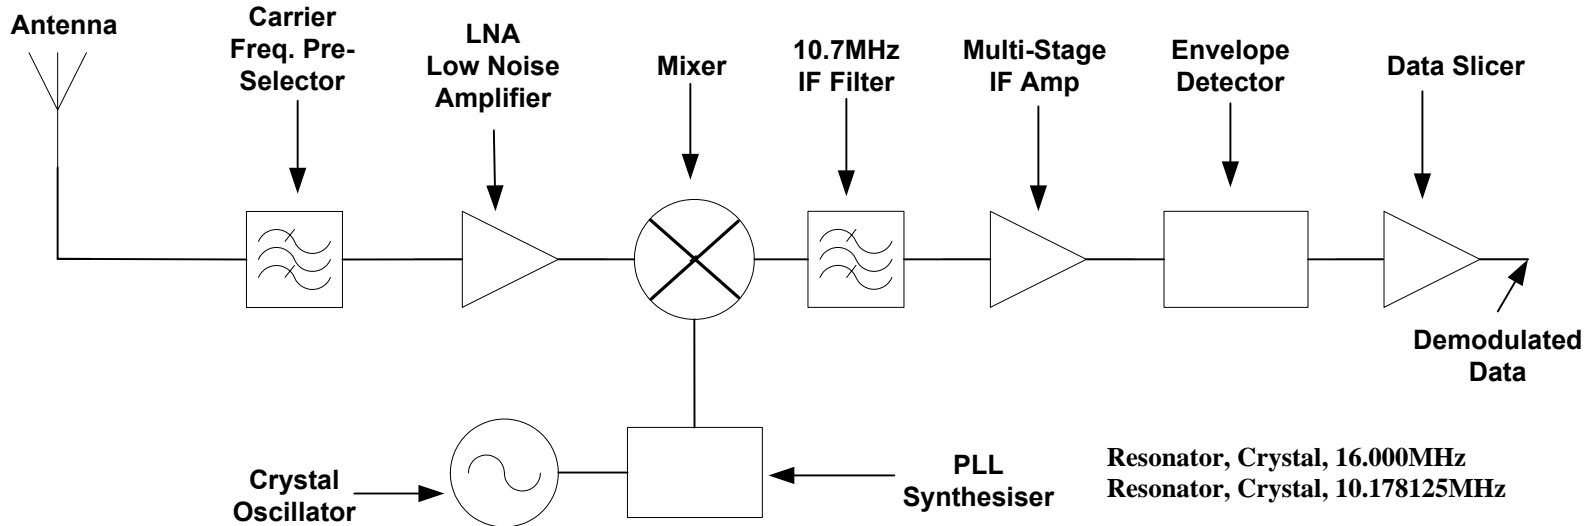 Antenna
Carrier
Freq. Pre-
Selector
LNA
Low Noise
Amplifier
Mixer
10.7MHz
IF Filter
Multi-Stage
IF Amp
Envelope
Detector
Data Slicer
Demodulated
Data
Crystal
Oscillator
PLL
Synthesiser
Resonator, Crystal, 16.000MHz
Resonator, Crystal, 10.178125MHz